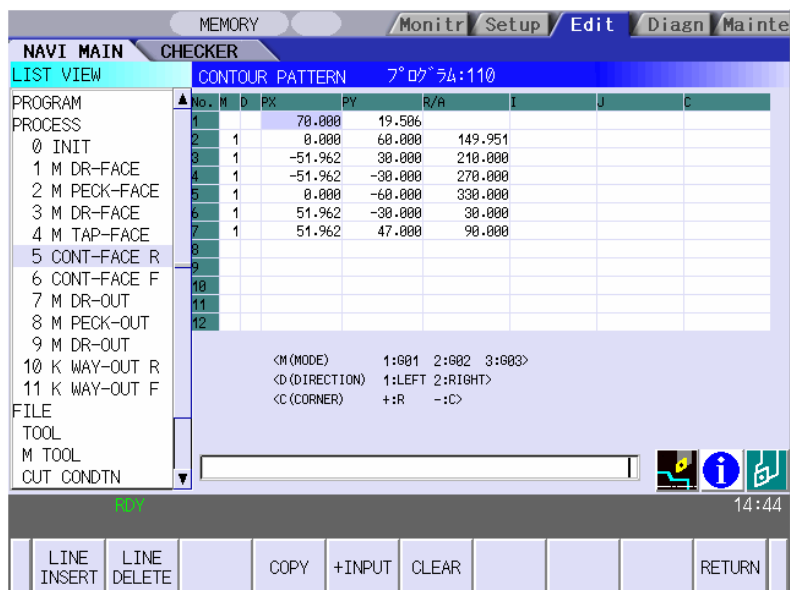 MEMORY Monitr Setup Edit Diagn Mainte
NAVI MAIN CHECKER
LIST VIEW
CONTOUR PATTERN プログラム:110
PROGRAM
PROCESS
0 INIT
1 M DR-FACE
2 M PECK-FACE
3 M DR-FACE
4 M TAP-FACE
5 CONT-FACE R
6 CONT-FACE F
7 M DR-OUT
8 M PECK-OUT
9 M DR-OUT
10 K WAY-OUT R
11 K WAY-OUT F
FILE
TOOL
M TOOL
CUT CONDTN
No. M D PX PY R/A I J C
1 70.000 19.506
2 1 0.000 60.000 149.951
3 1 -51.962 30.000 210.000
4 1 -51.962 -30.000 270.000
5 1 0.000 -60.000 330.000
6 1 51.962 -30.000 30.000
7 1 51.962 47.000 90.000
8
9
10
11
12
<M(MODE) 1:G01 2:G02 3:G03>
<D(DIRECTION) 1:LEFT 2:RIGHT>
<C(CORNER) +:R -:C>
RDY 14:44
LINE INSERT
LINE DELETE
COPY
+INPUT
CLEAR
RETURN